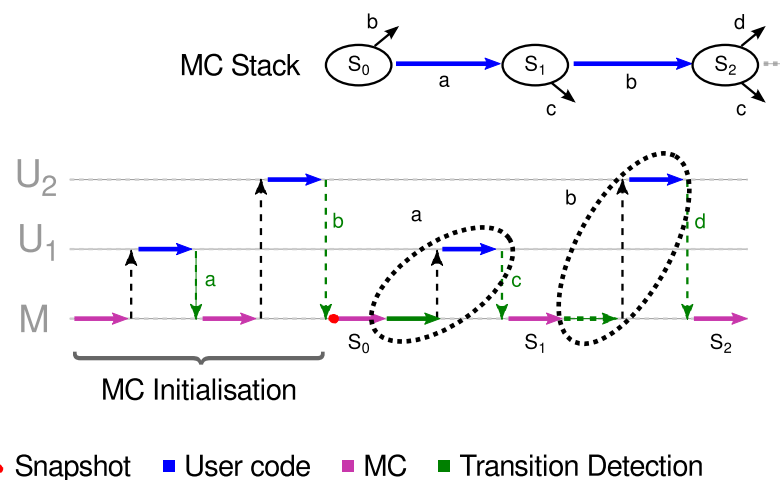 b
d
MC Stack
S0
S1
S2
a
b
c
c
U2
b
a
b
d
U1
a
c
M
S0
S1
S2
MC Initialisation
Snapshot
User code
MC
Transition Detection